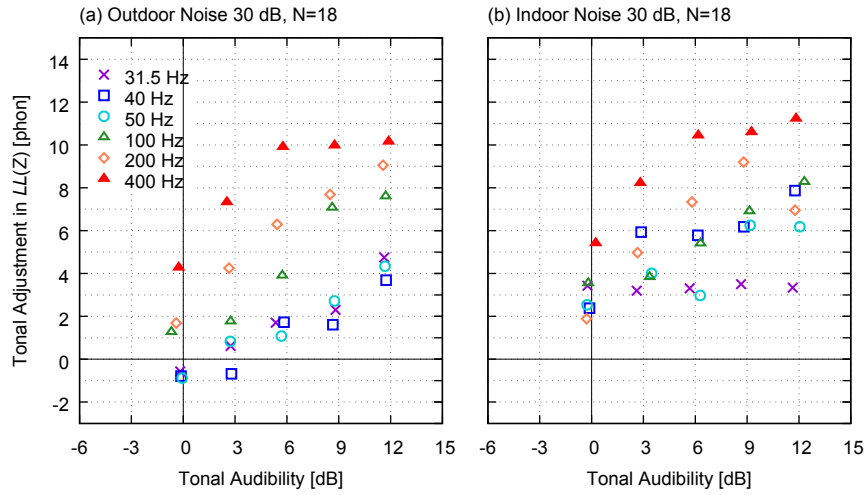 (a) Outdoor Noise 30 dB, N=18
(b) Indoor Noise 30 dB, N=18
Tonal Adjustment in LL(Z) [phon]
14
12
10
8
6
4
2
0
-2
31.5 Hz
40 Hz
50 Hz
100 Hz
200 Hz
400 Hz
-6 -3 0 3 6 9 12 15
-6 -3 0 3 6 9 12 15
Tonal Audibility [dB]
Tonal Audibility [dB]